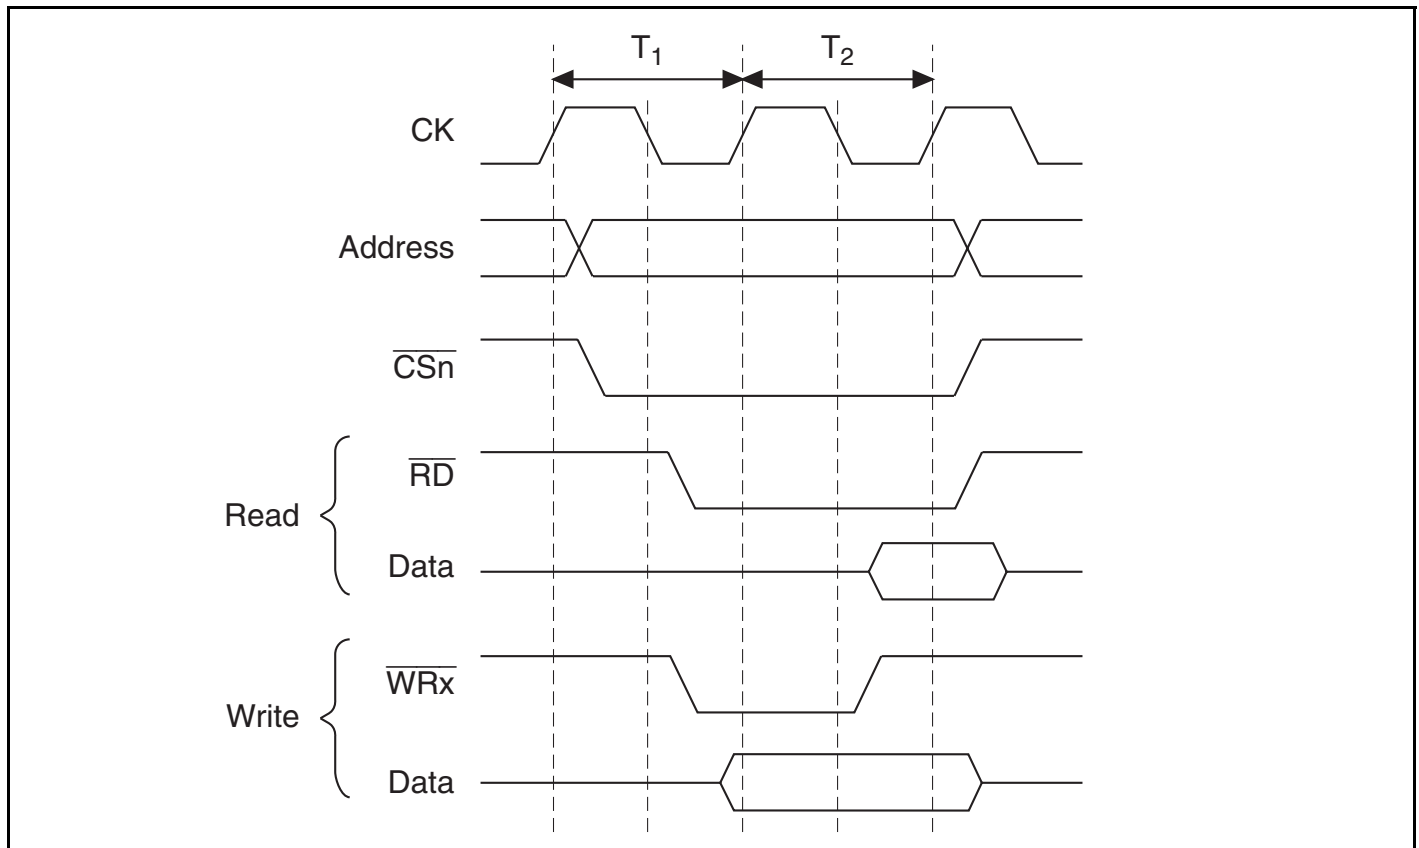 T1 T2
CK
Address
CSn
RD
Read
Data
WRx
Write
Data